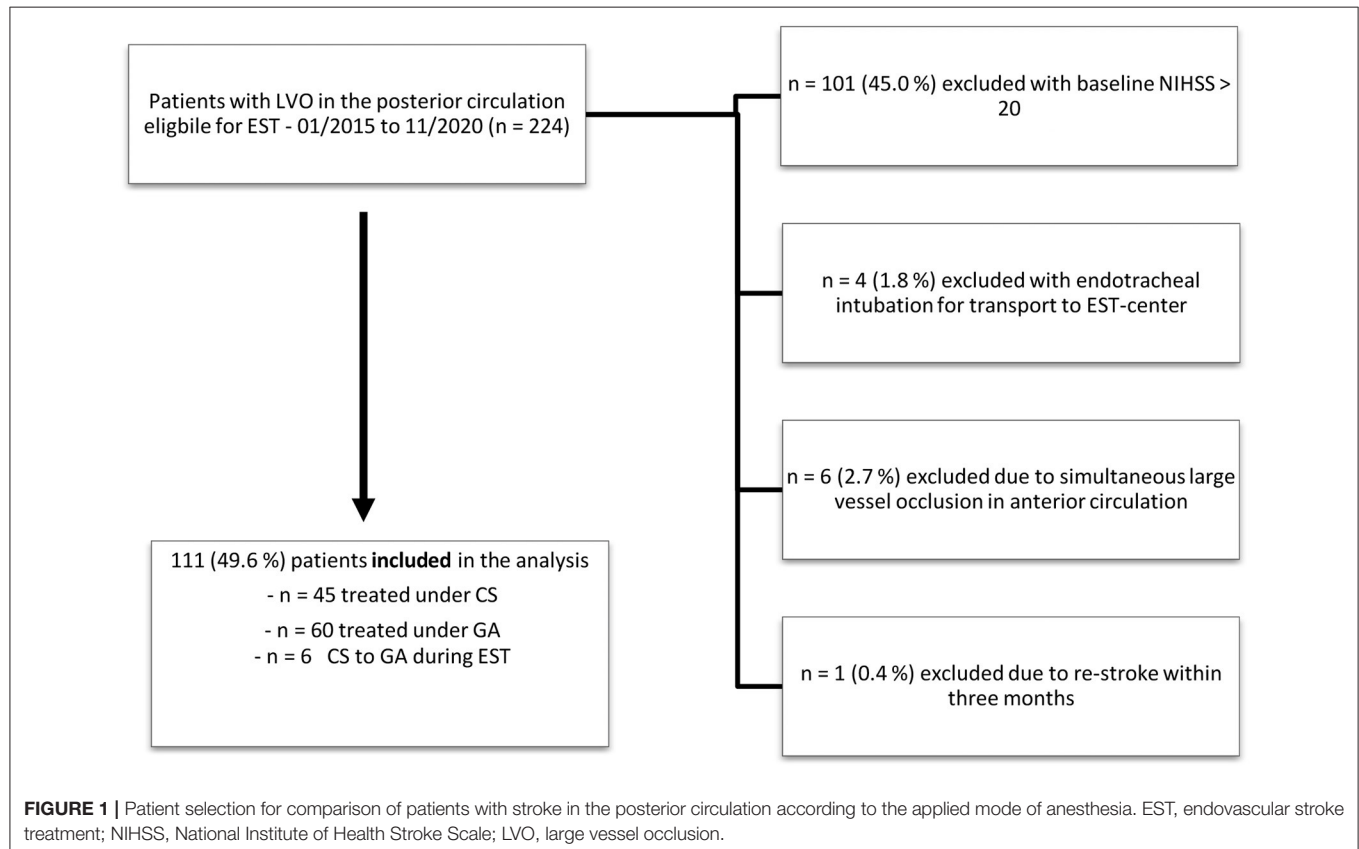 Patients with LVO in the posterior circulation
eligbile for EST - 01/2015 to 11/2020 (n = 224)
n = 101 (45.0 %) excluded with baseline NIHSS >
20
n = 4 (1.8 %) excluded with endotracheal
intubation for transport to EST-center
n = 6 (2.7 %) excluded due to simultaneous large
vessel occlusion in anterior circulation
111 (49.6 %) patients included in the analysis
- n = 45 treated under CS
- n = 60 treated under GA
- n = 6 CS to GA during EST
n = 1 (0.4 %) excluded due to re-stroke within
three months
FIGURE 1 | Patient selection for comparison of patients with stroke in the posterior circulation according to the applied mode of anesthesia. EST, endovascular stroke
treatment; NIHSS, National Institute of Health Stroke Scale; LVO, large vessel occlusion.